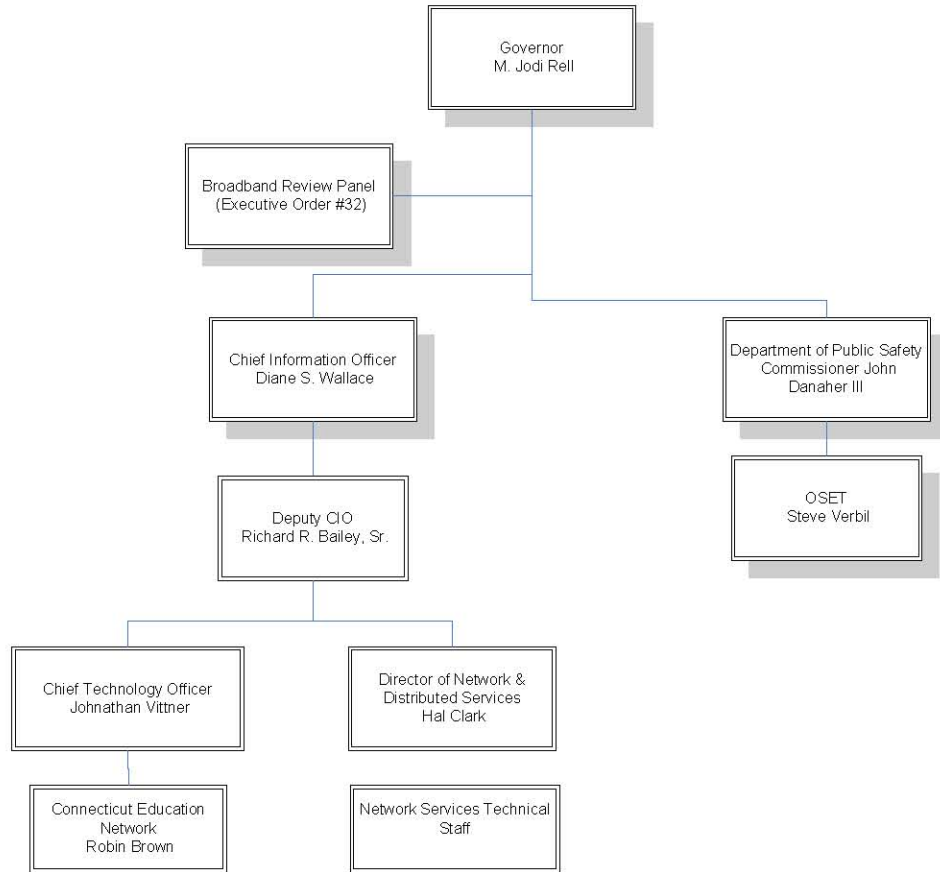 Governor
M. Jodi Rell
Broadband Review Panel
(Executive Order #32)
Chief Information Officer
Diane S. Wallace
Department of Public Safety
Commissioner John
Danaher III
Deputy CIO
Richard R. Bailey, Sr.
OSET
Steve Verbil
Chief Technology Officer
Johnathan Vittner
Director of Network &
Distributed Services
Hal Clark
Connecticut Education
Network
Robin Brown
Network Services Technical
Staff